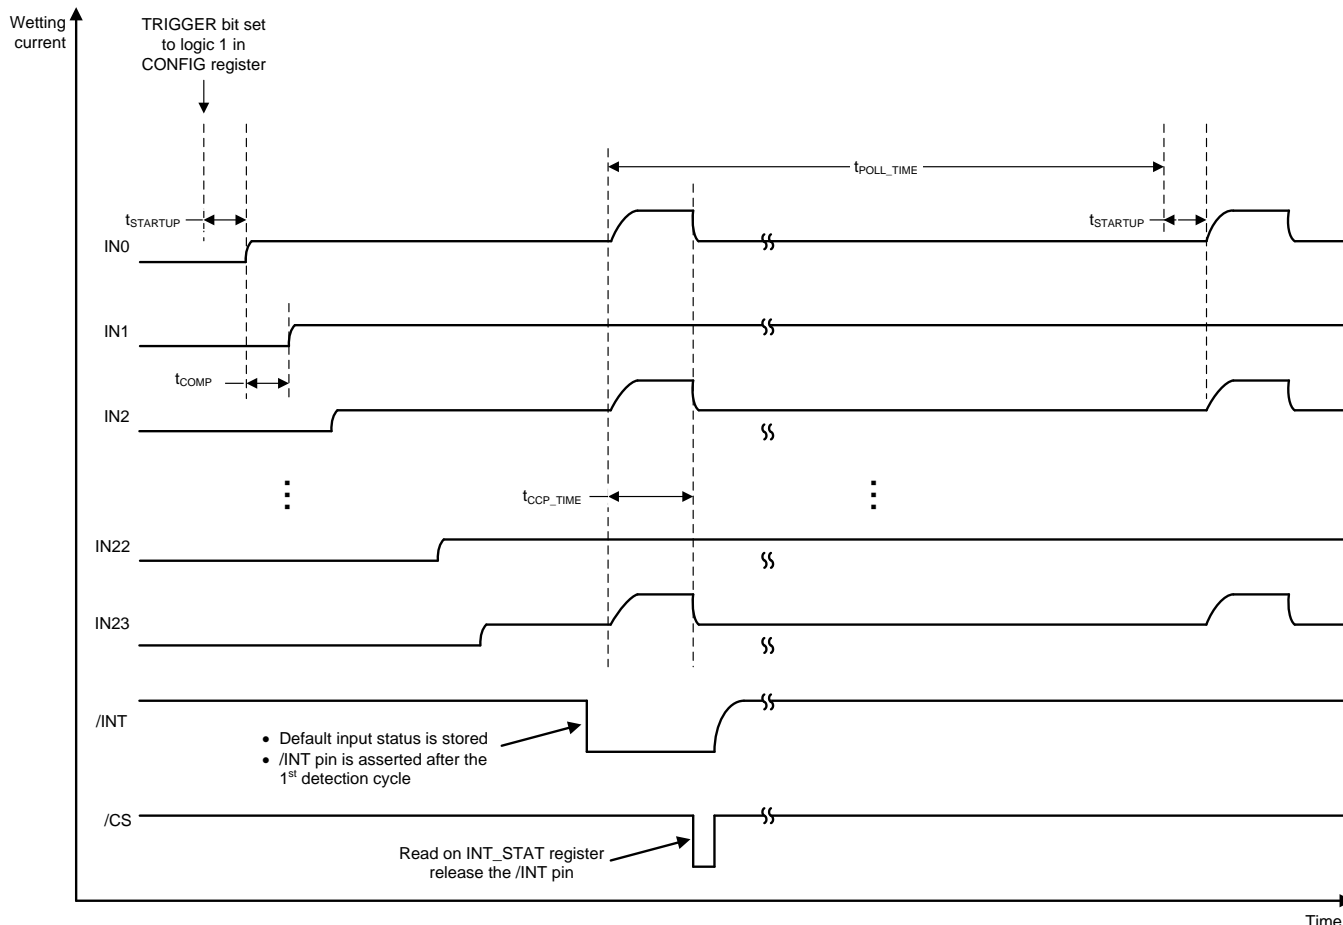 Wetting
current
TRIGGER bit set
to logic 1 in
CONFIG register
tPOLL_TIME
tSTARTUP
tSTARTUP
IN0
IN1
tCOMP
IN2
tCCP_TIME
IN22
IN23
/INT
• Default input status is stored
• /INT pin is asserted after the
1st detection cycle
/CS
Read on INT_STAT register
release the /INT pin
Time